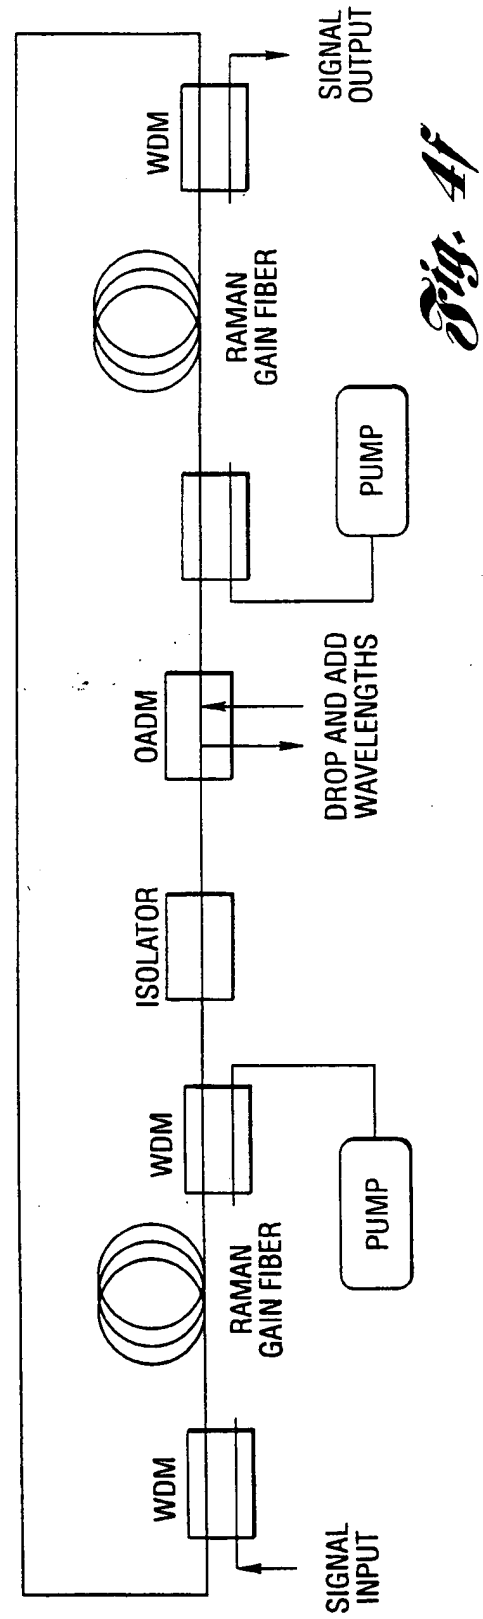 WDM
SIGNAL
INPUT
RAMAN
GAIN FIBER
WDM
PUMP
ISOLATOR
OADM
DROP AND ADD
WAVELENGTHS
PUMP
RAMAN
GAIN FIBER
WDM
SIGNAL
OUTPUT
Fig. 4f